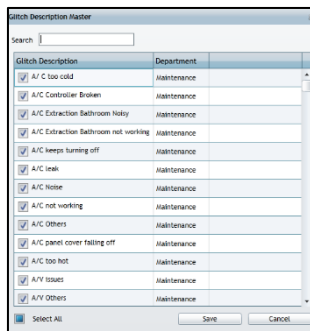 Glitch Description Master
Search
Glitch Description Department
A/ C too cold Maintenance
A/C Controller Broken Maintenance
A/C Extraction Bathroom Noisy Maintenance
A/C Extraction Bathroom not working Maintenance
A/C keeps turning off Maintenance
A/C leak Maintenance
A/C Noise Maintenance
A/C not working Maintenance
A/C Others Maintenance
A/C panel cover falling off Maintenance
A/C too hot Maintenance
A/V Issues Maintenance
A/V Others Maintenance
Select All Save Cancel